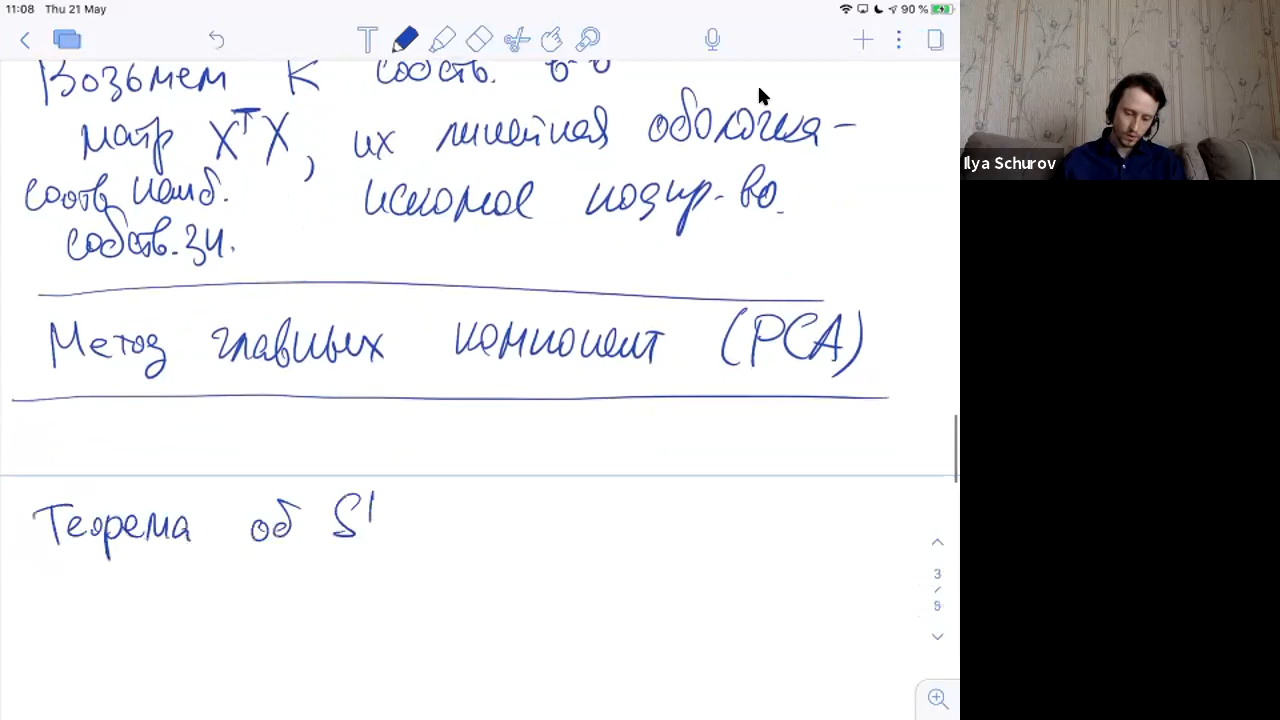 11:08 Thu 21 May
90 %
Возьмем K собств. в-в
матр XᵀX, их линейная оболочка -
соотв. наиб. искомое подпр-во.
собств. зн.
Метод главных компонент (PCA)
Теорема об S
3
5
Ilya Schurov